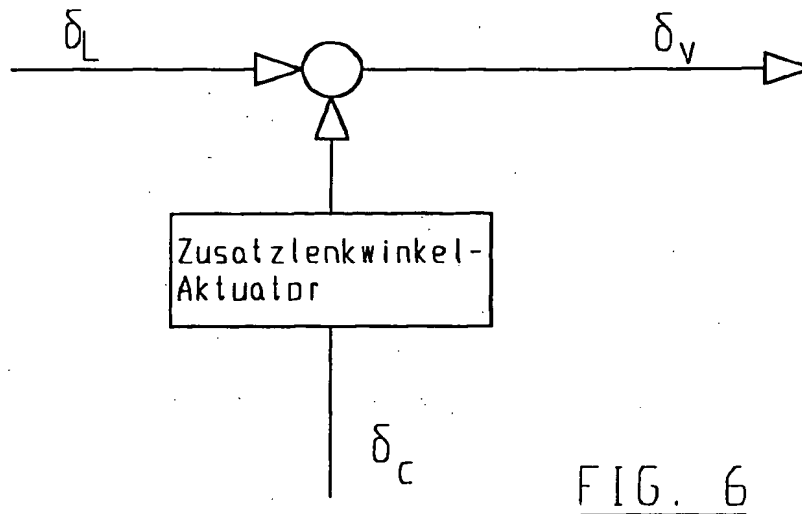 δL
δv
Zusatzlenkwinkel-
Aktuator
δc
FIG. 6